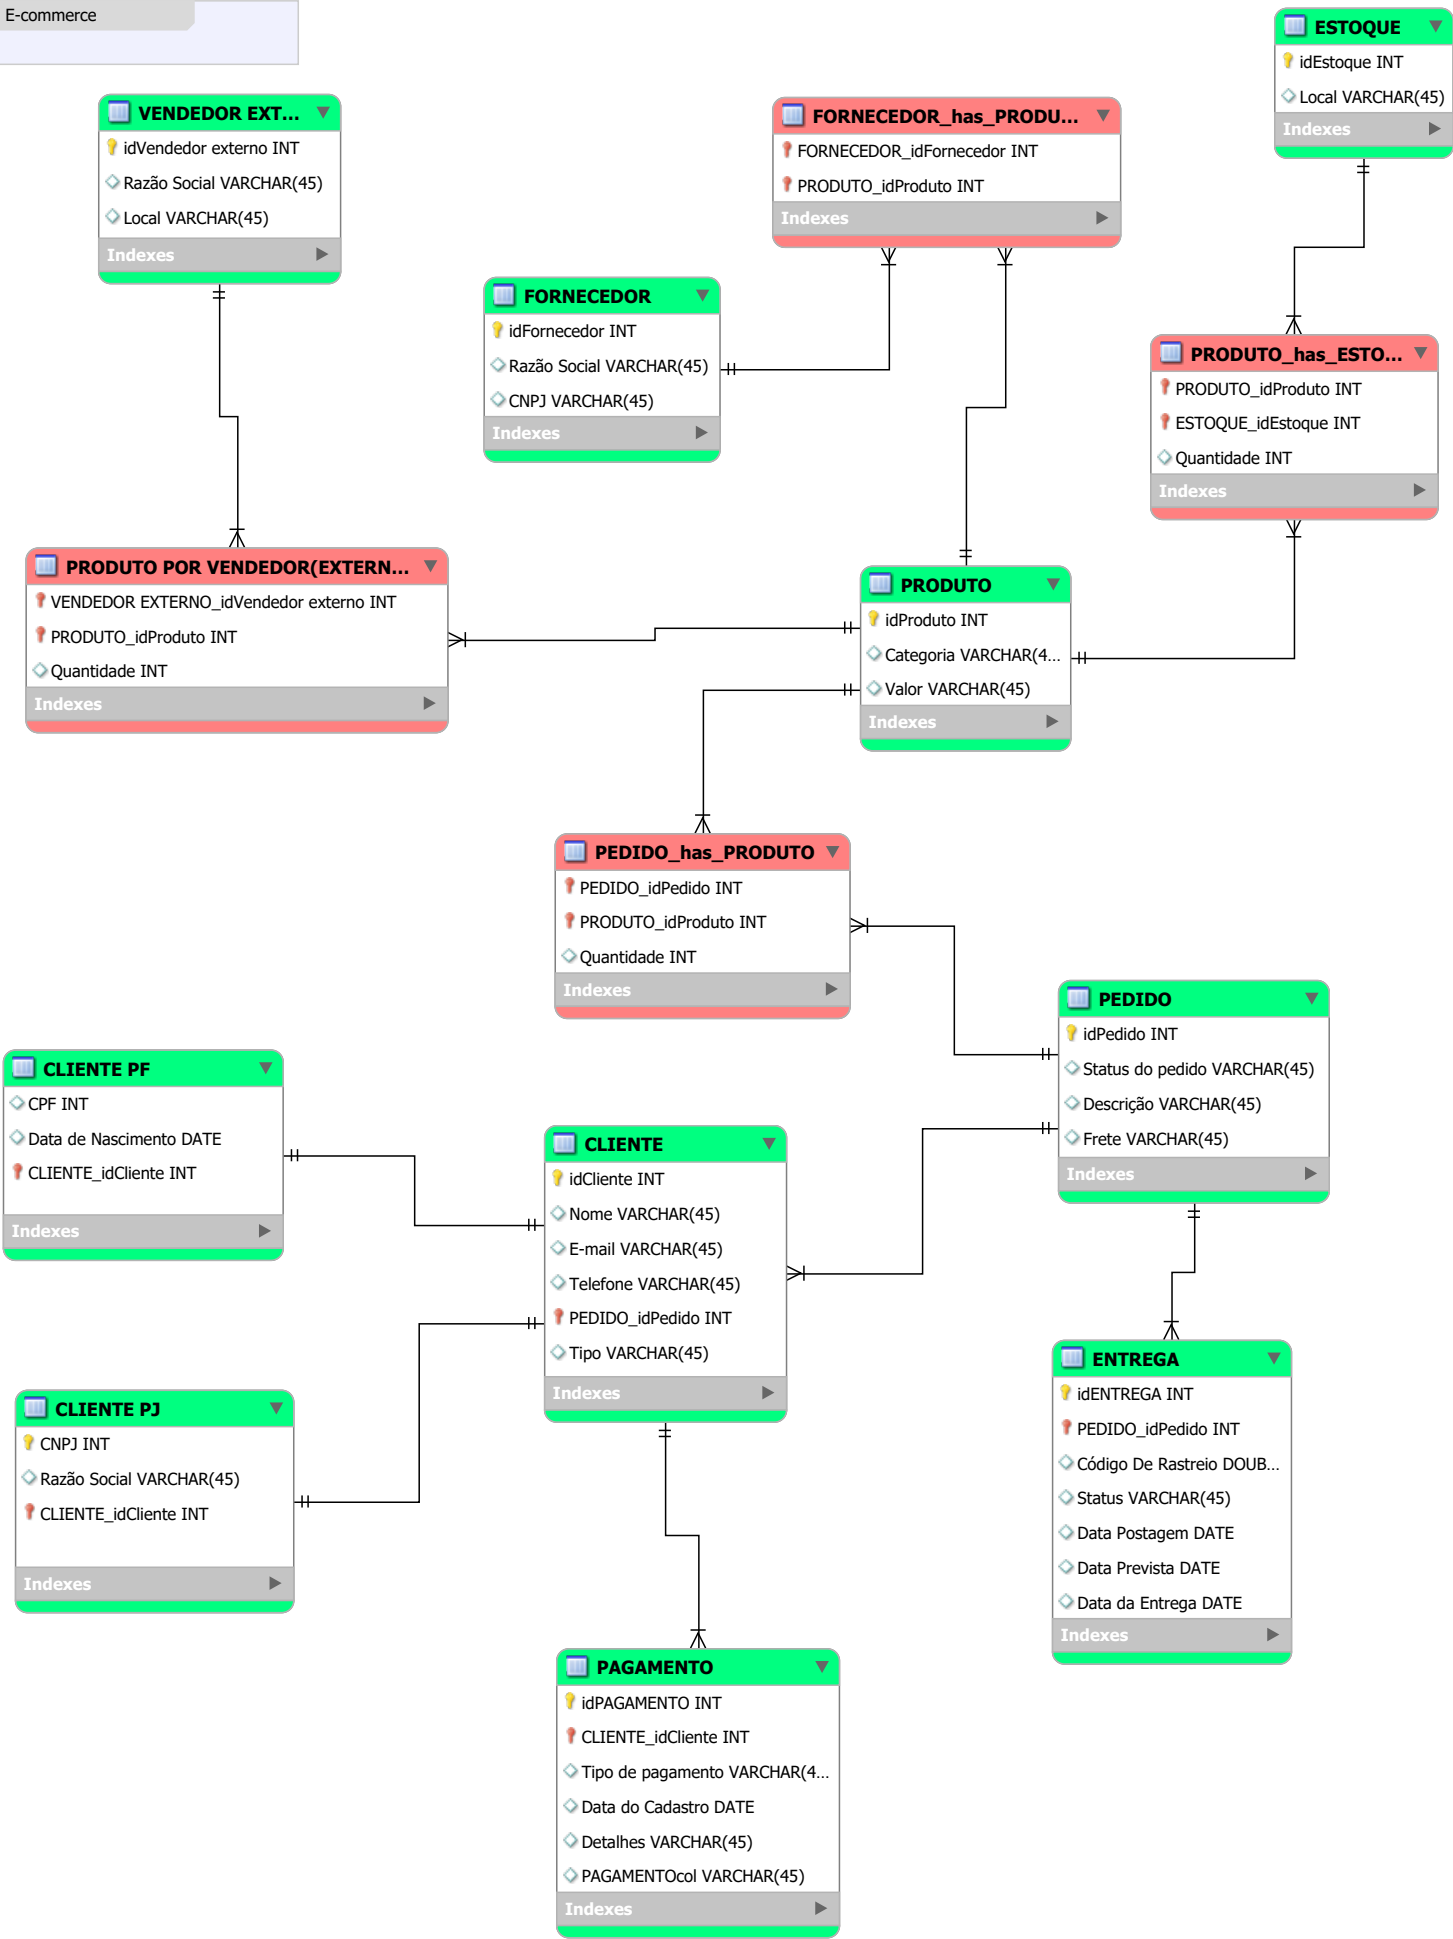 E-commerce
ESTOQUE
idEstoque INT
Local VARCHAR(45)
Indexes
VENDEDOR EXT...
idVendedor externo INT
Razão Social VARCHAR(45)
Local VARCHAR(45)
Indexes
FORNECEDOR_has_PRODU...
FORNECEDOR_idFornecedor INT
PRODUTO_idProduto INT
Indexes
FORNECEDOR
idFornecedor INT
Razão Social VARCHAR(45)
CNPJ VARCHAR(45)
Indexes
PRODUTO_has_ESTO...
PRODUTO_idProduto INT
ESTOQUE_idEstoque INT
Quantidade INT
Indexes
PRODUTO POR VENDEDOR(EXTERN...
VENDEDOR EXTERNO_idVendedor externo INT
PRODUTO_idProduto INT
Quantidade INT
Indexes
PRODUTO
idProduto INT
Categoria VARCHAR(4...
Valor VARCHAR(45)
Indexes
PEDIDO_has_PRODUTO
PEDIDO_idPedido INT
PRODUTO_idProduto INT
Quantidade INT
Indexes
PEDIDO
idPedido INT
Status do pedido VARCHAR(45)
Descrição VARCHAR(45)
Frete VARCHAR(45)
Indexes
CLIENTE PF
CPF INT
Data de Nascimento DATE
CLIENTE_idCliente INT
Indexes
CLIENTE
idCliente INT
Nome VARCHAR(45)
E-mail VARCHAR(45)
Telefone VARCHAR(45)
PEDIDO_idPedido INT
Tipo VARCHAR(45)
Indexes
CLIENTE PJ
CNPJ INT
Razão Social VARCHAR(45)
CLIENTE_idCliente INT
Indexes
ENTREGA
idENTREGA INT
PEDIDO_idPedido INT
Código De Rastreio DOUB...
Status VARCHAR(45)
Data Postagem DATE
Data Prevista DATE
Data da Entrega DATE
Indexes
PAGAMENTO
idPAGAMENTO INT
CLIENTE_idCliente INT
Tipo de pagamento VARCHAR(4...
Data do Cadastro DATE
Detalhes VARCHAR(45)
PAGAMENTOcol VARCHAR(45)
Indexes